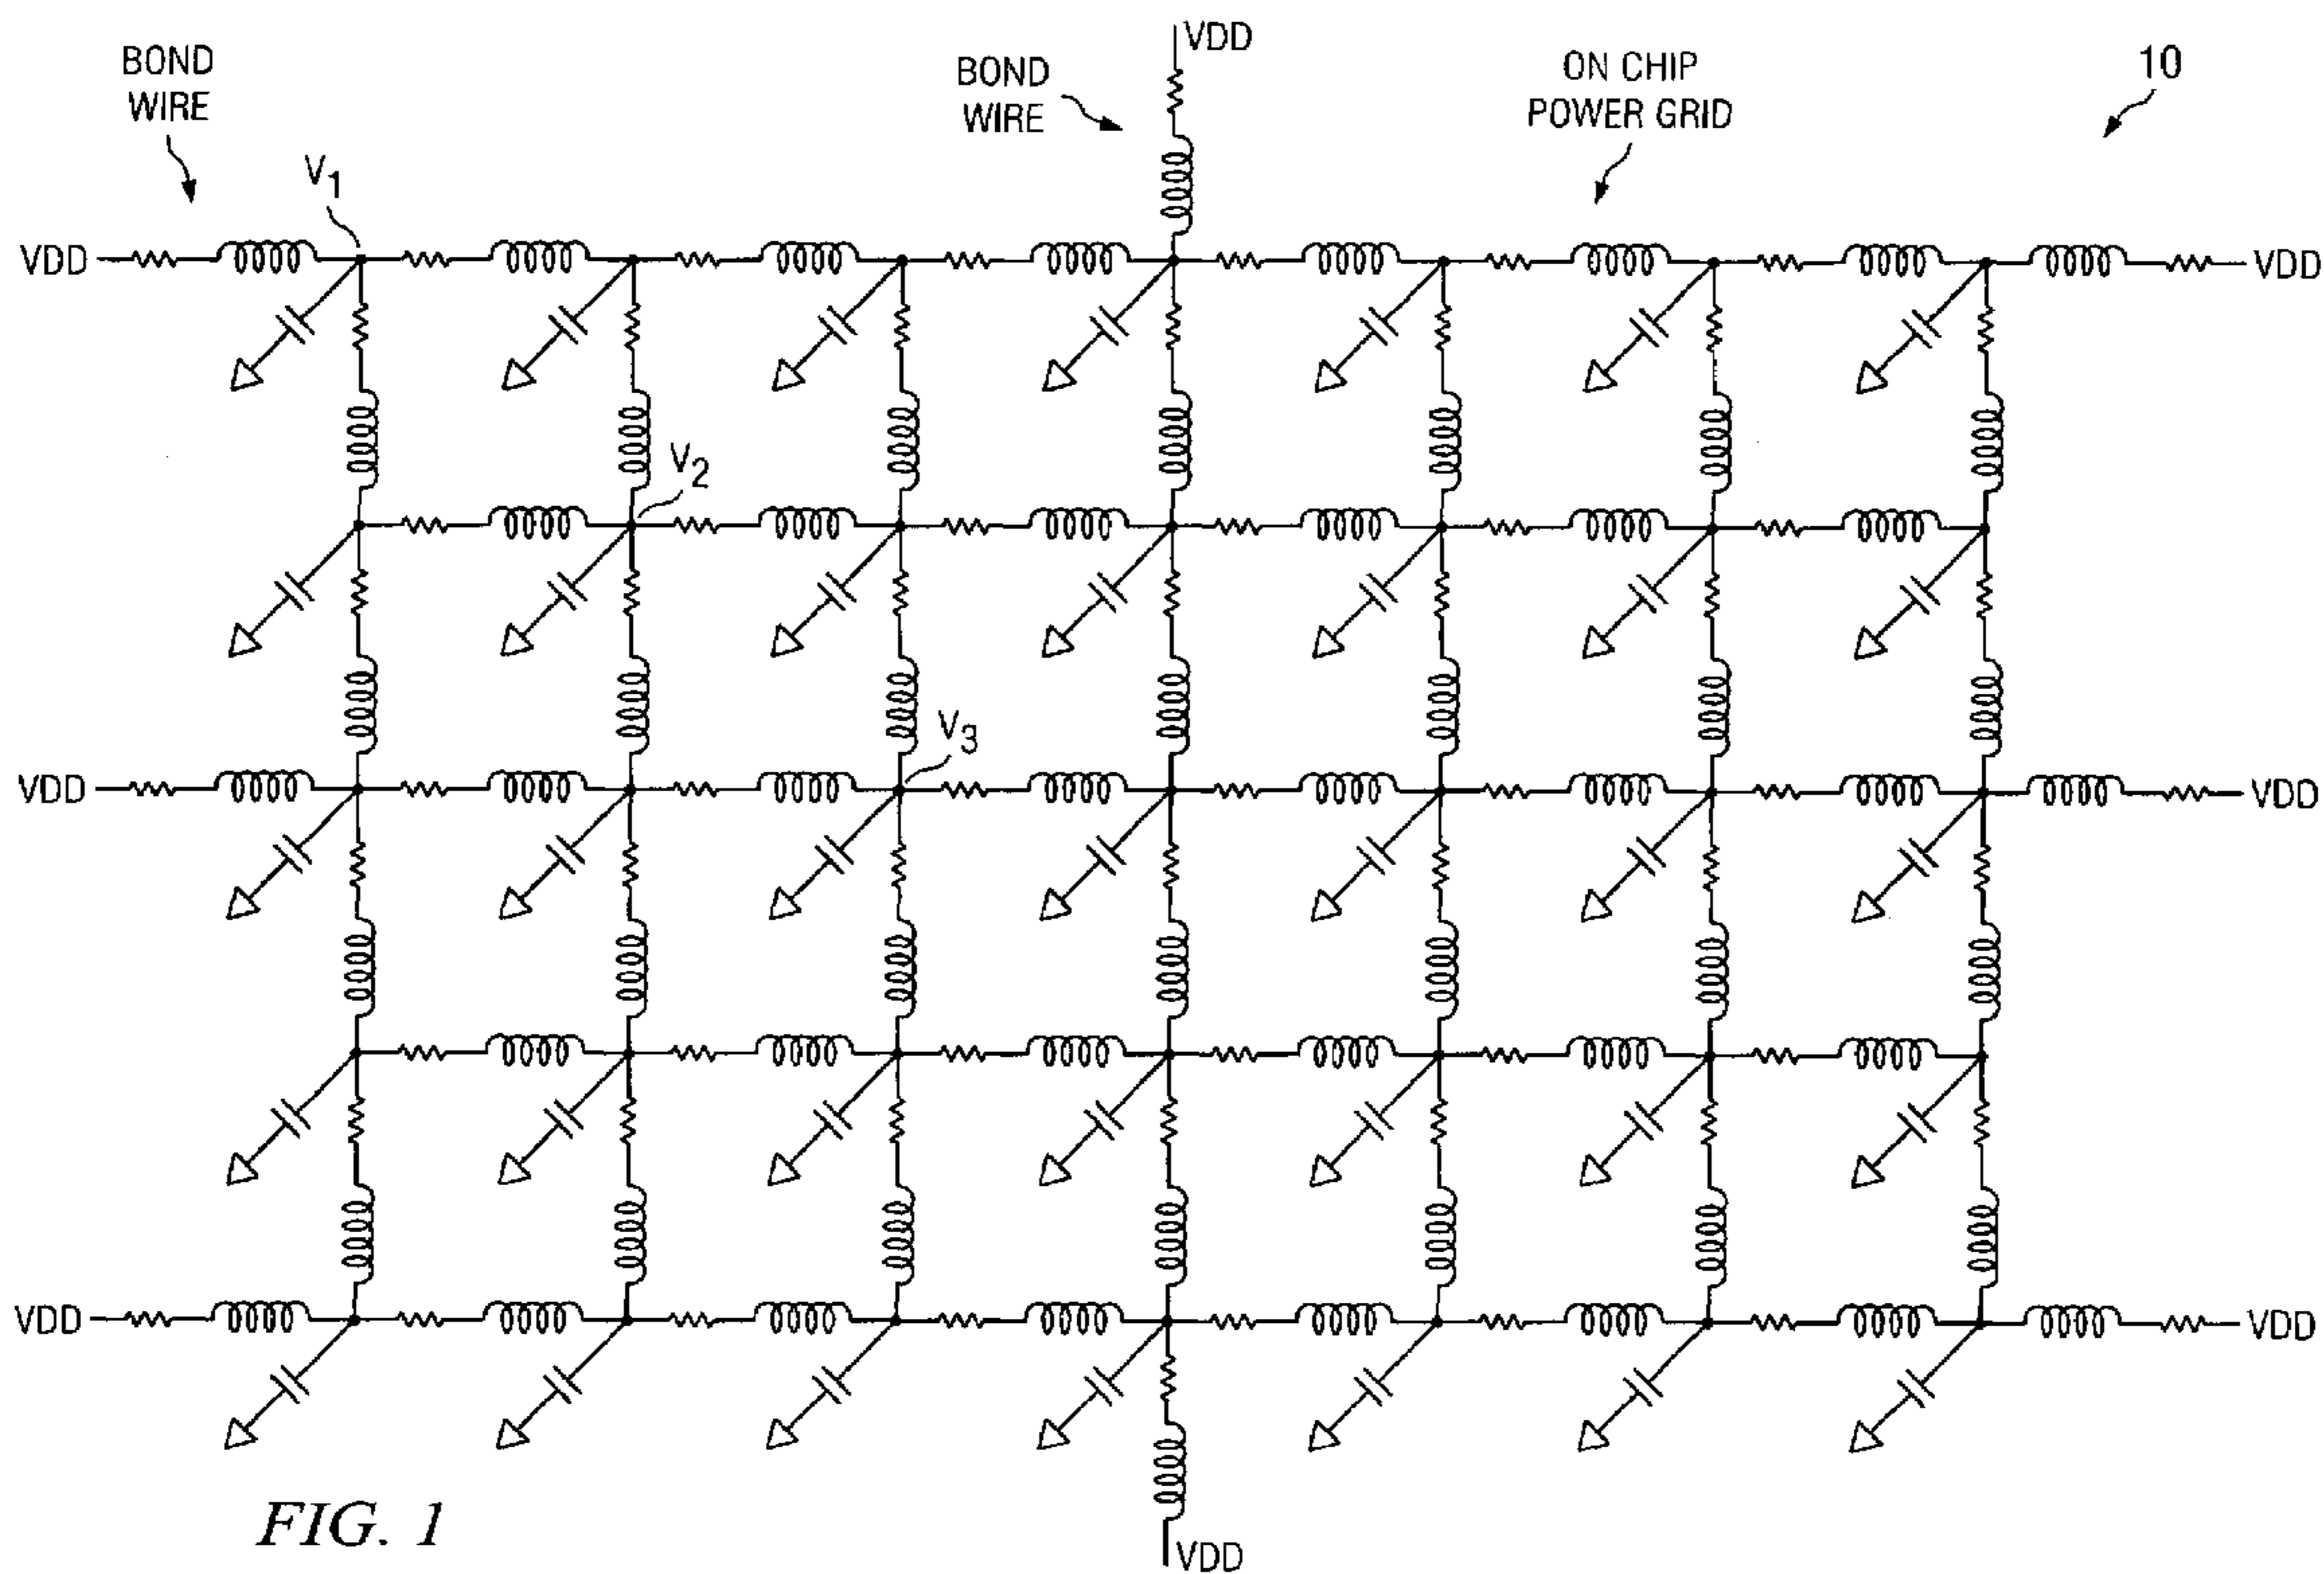 VDD
BOND
WIRE
BOND
WIRE
ON CHIP
POWER GRID
10
V1
VDD
VDD
V2
V3
VDD
VDD
VDD
VDD
FIG. 1
VDD